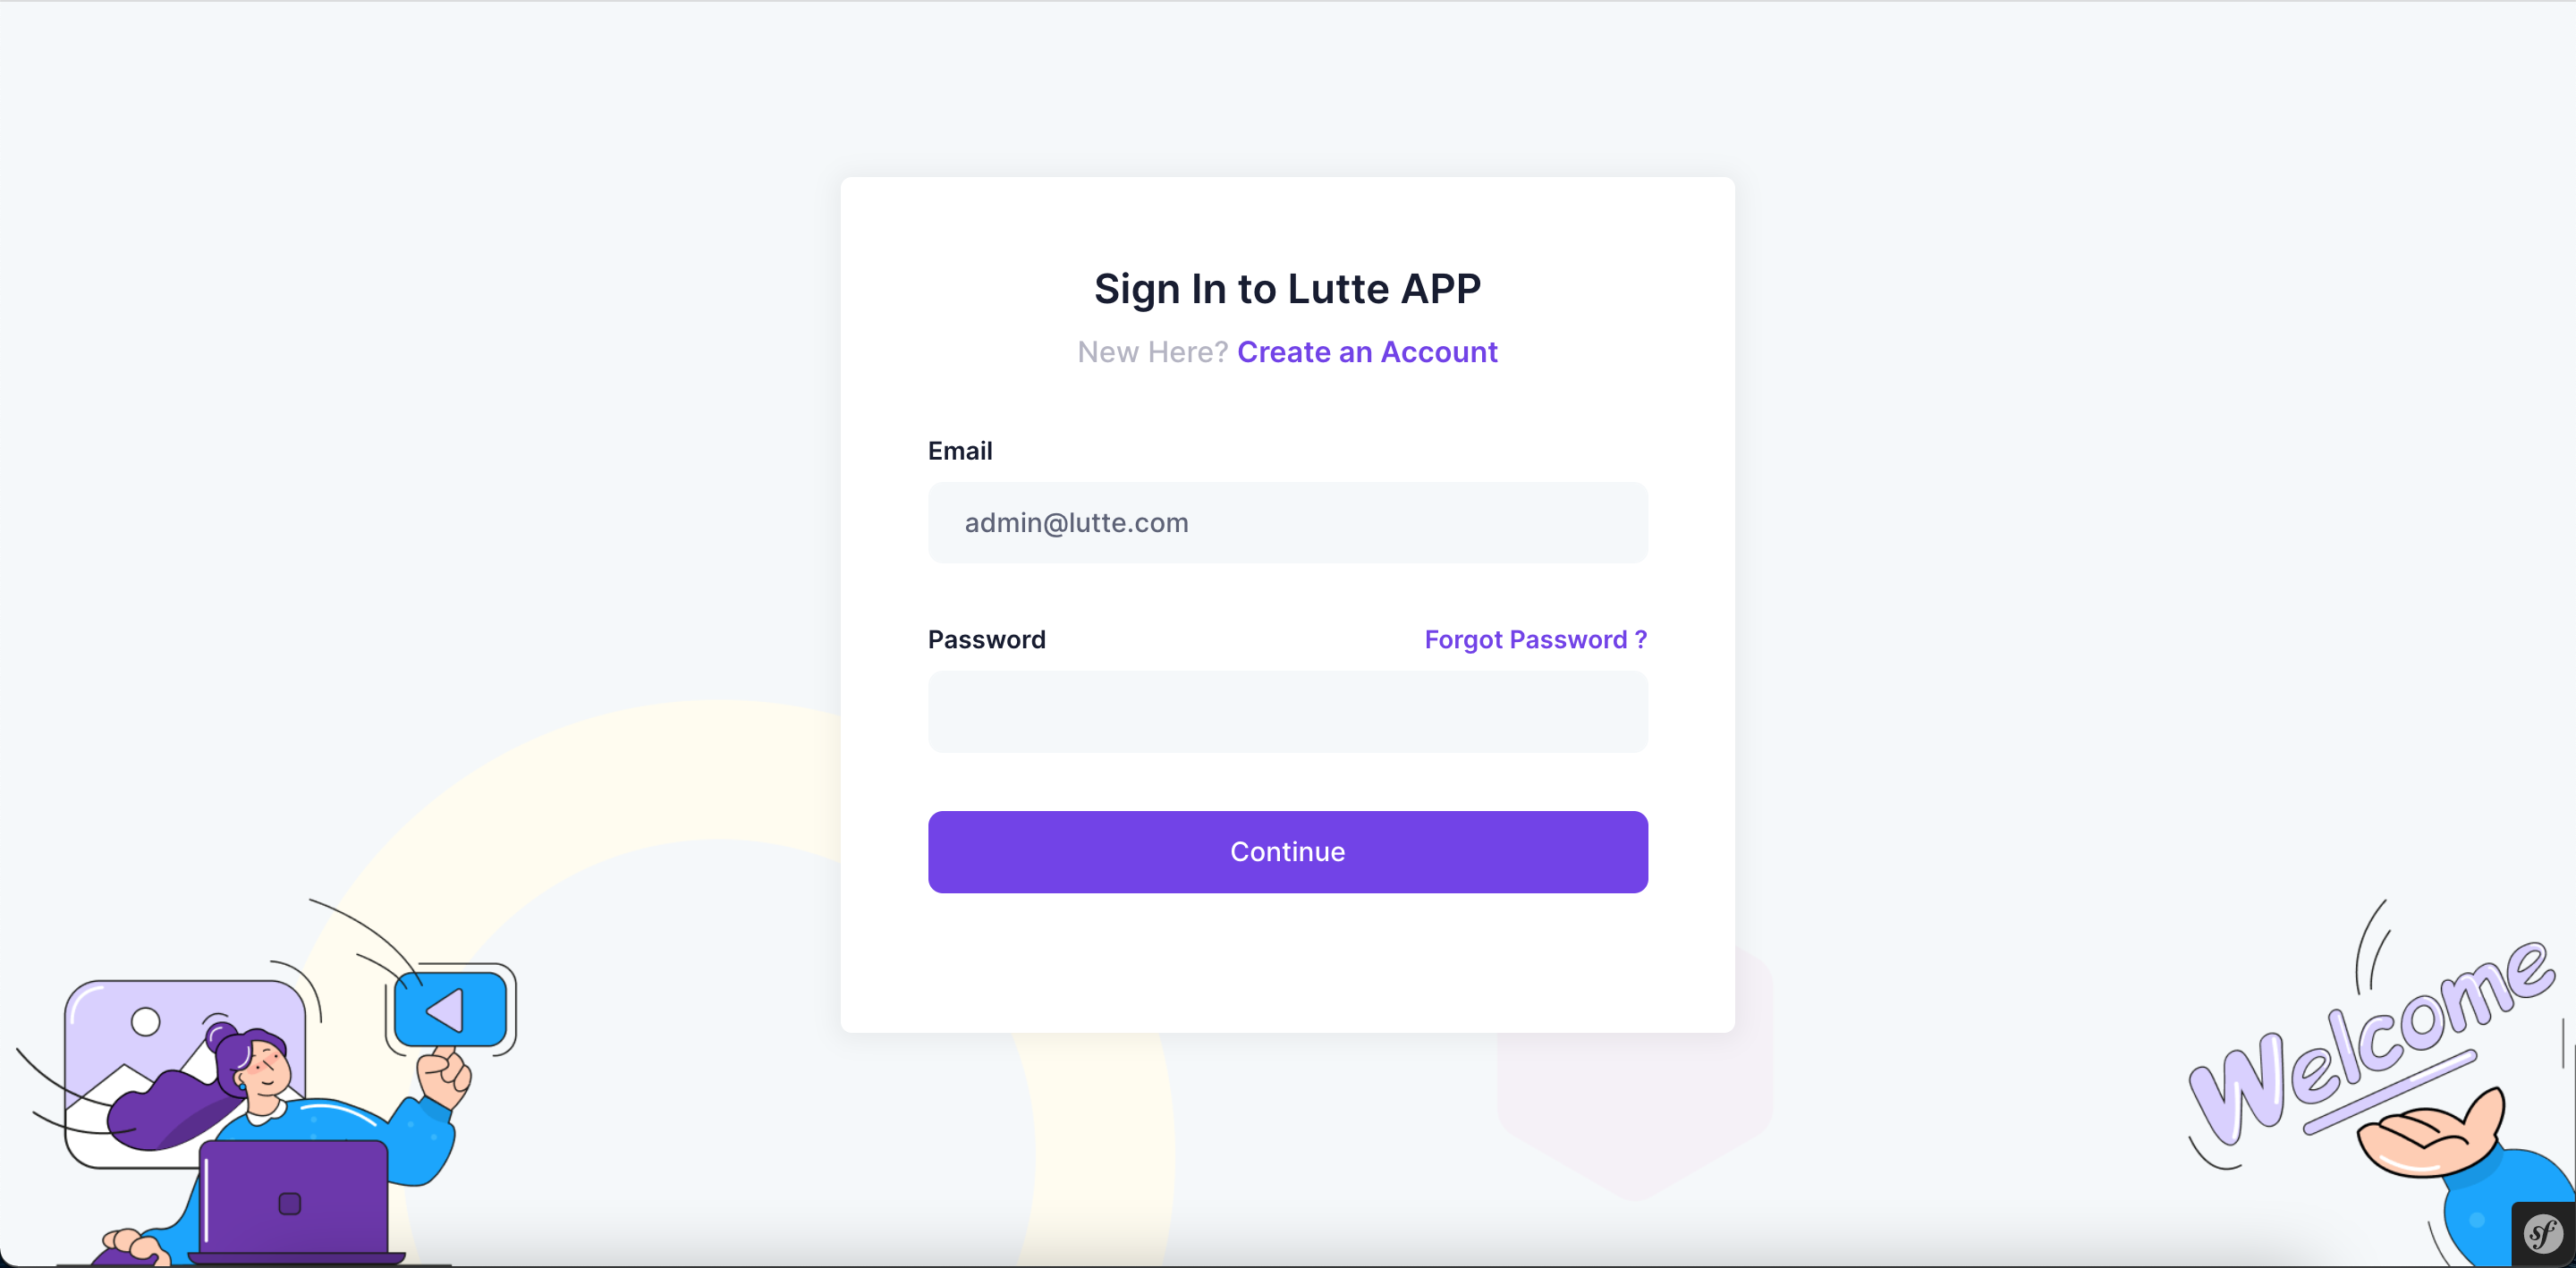 Sign In to Lutte APP
New Here? Create an Account
Email
admin@lutte.com
Password
Forgot Password ?
Continue
Welcome
sf